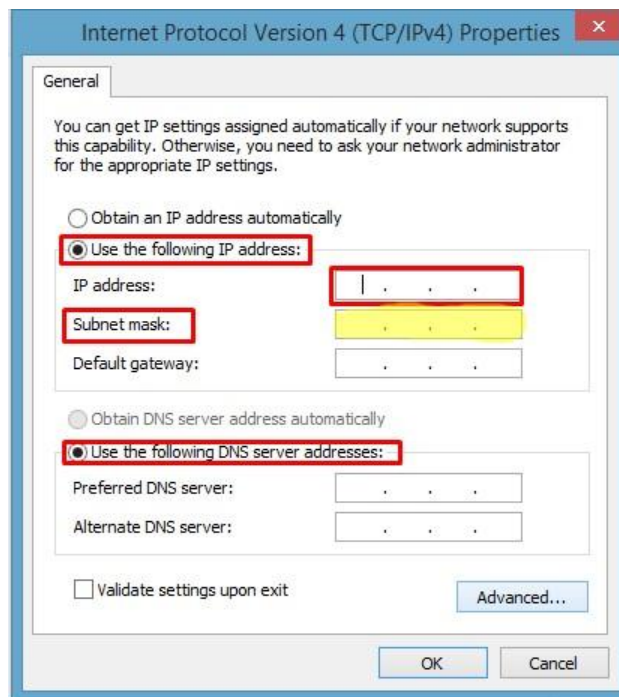 Internet Protocol Version 4 (TCP/IPv4) Properties
General
You can get IP settings assigned automatically if your network supports
this capability. Otherwise, you need to ask your network administrator
for the appropriate IP settings.
Obtain an IP address automatically
Use the following IP address:
IP address:
Subnet mask:
Default gateway:
Obtain DNS server address automatically
Use the following DNS server addresses:
Preferred DNS server:
Alternate DNS server:
Validate settings upon exit
Advanced...
OK
Cancel